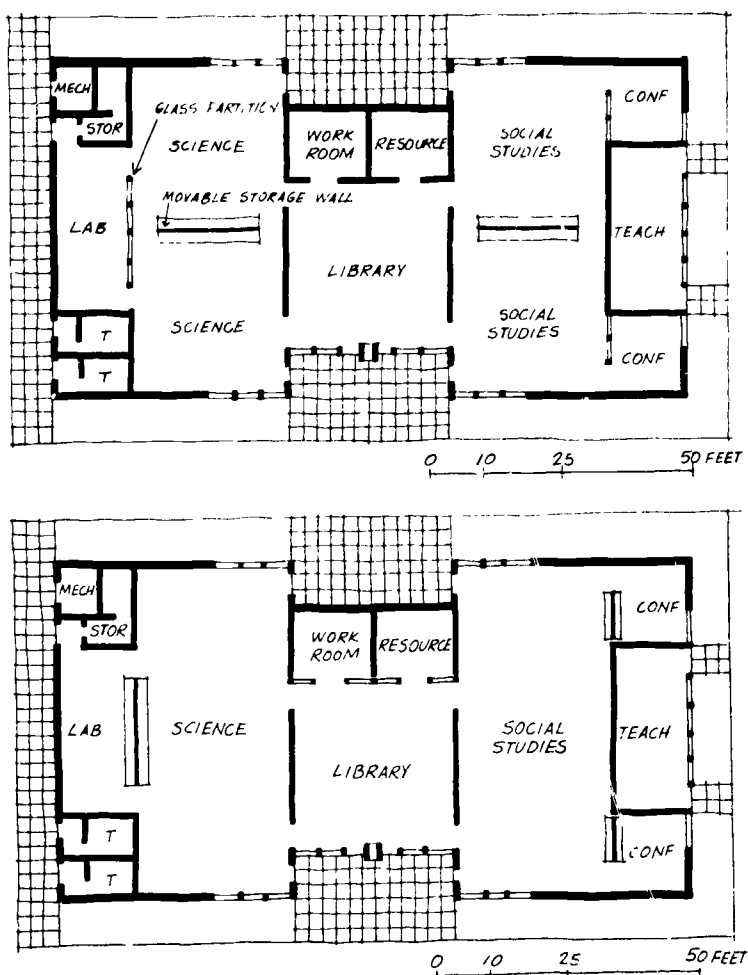 MECH
STOR
GLASS PARTITION
SCIENCE
WORK
ROOM
RESOURCE
SOCIAL
STUDIES
CONF
MOVABLE STORAGE WALL
LAB
LIBRARY
TEACH
SCIENCE
SOCIAL
STUDIES
T
T
CONF
0 10 25 50 FEET
MECH
STOR
WORK
ROOM
RESOURCE
CONF
LAB
SCIENCE
SOCIAL
STUDIES
TEACH
LIBRARY
T
T
CONF
0 10 25 50 FEET